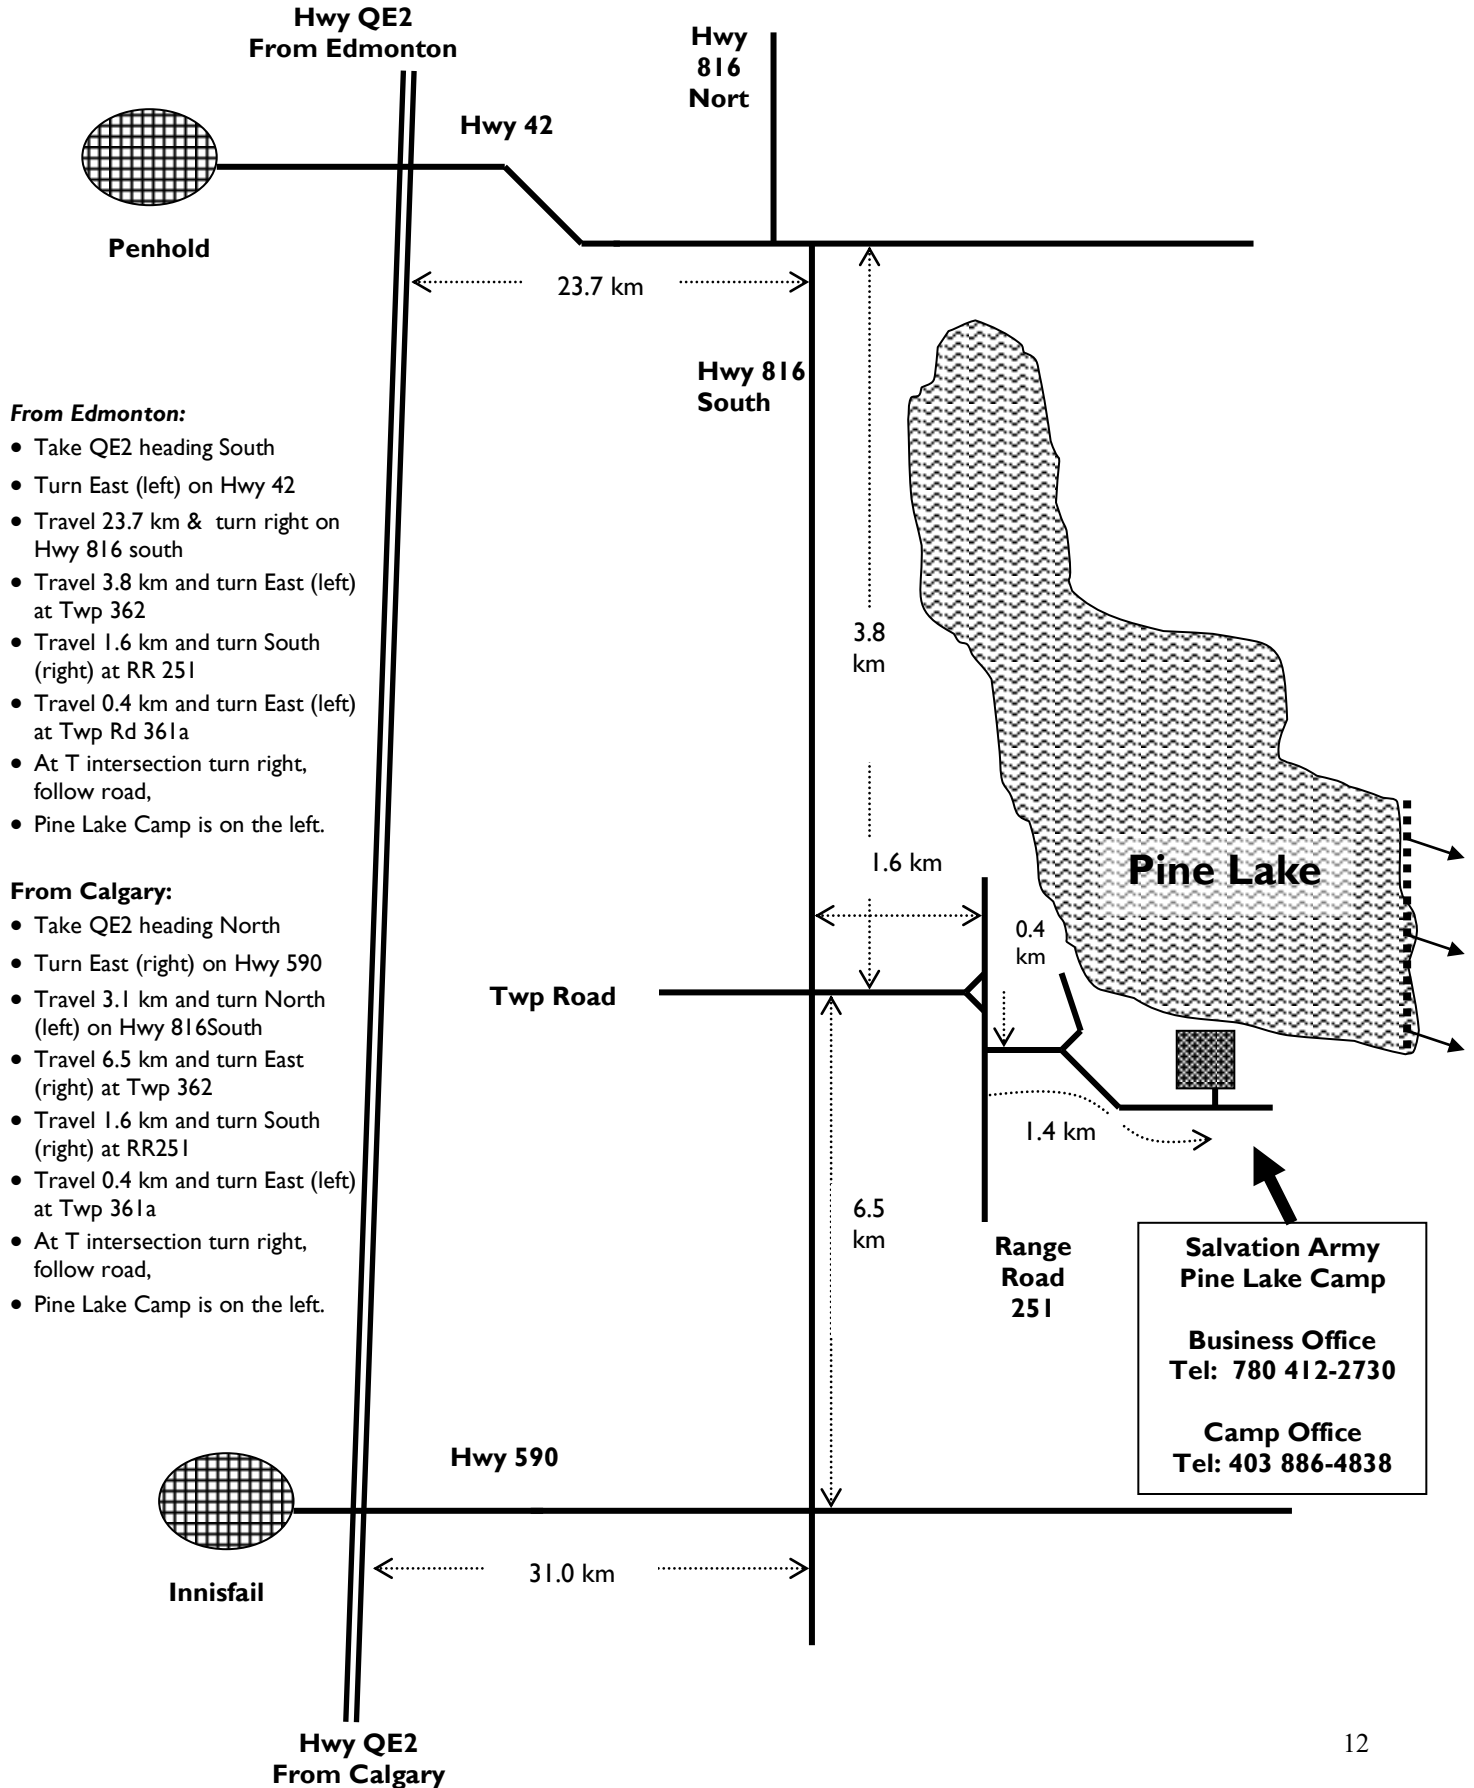 Hwy QE2
From Edmonton
Hwy
816
Nort
Hwy 42
Penhold
23.7 km
Hwy 816
South
From Edmonton:
• Take QE2 heading South
• Turn East (left) on Hwy 42
• Travel 23.7 km &  turn right on
Hwy 816 south
• Travel 3.8 km and turn East (left)
at Twp 362
• Travel 1.6 km and turn South
(right) at RR 251
• Travel 0.4 km and turn East (left)
at Twp Rd 361a
• At T intersection turn right,
follow road,
• Pine Lake Camp is on the left.
From Calgary:
• Take QE2 heading North
• Turn East (right) on Hwy 590
• Travel 3.1 km and turn North
(left) on Hwy 816South
• Travel 6.5 km and turn East
(right) at Twp 362
• Travel 1.6 km and turn South
(right) at RR251
• Travel 0.4 km and turn East (left)
at Twp 361a
• At T intersection turn right,
follow road,
• Pine Lake Camp is on the left.
3.8
km
1.6 km
Pine Lake
0.4
km
Twp Road
1.4 km
6.5
km
Range
Road
251
Salvation Army
Pine Lake Camp
Business Office
Tel:  780 412-2730
Camp Office
Tel: 403 886-4838
Hwy 590
Innisfail
31.0 km
Hwy QE2
From Calgary
12